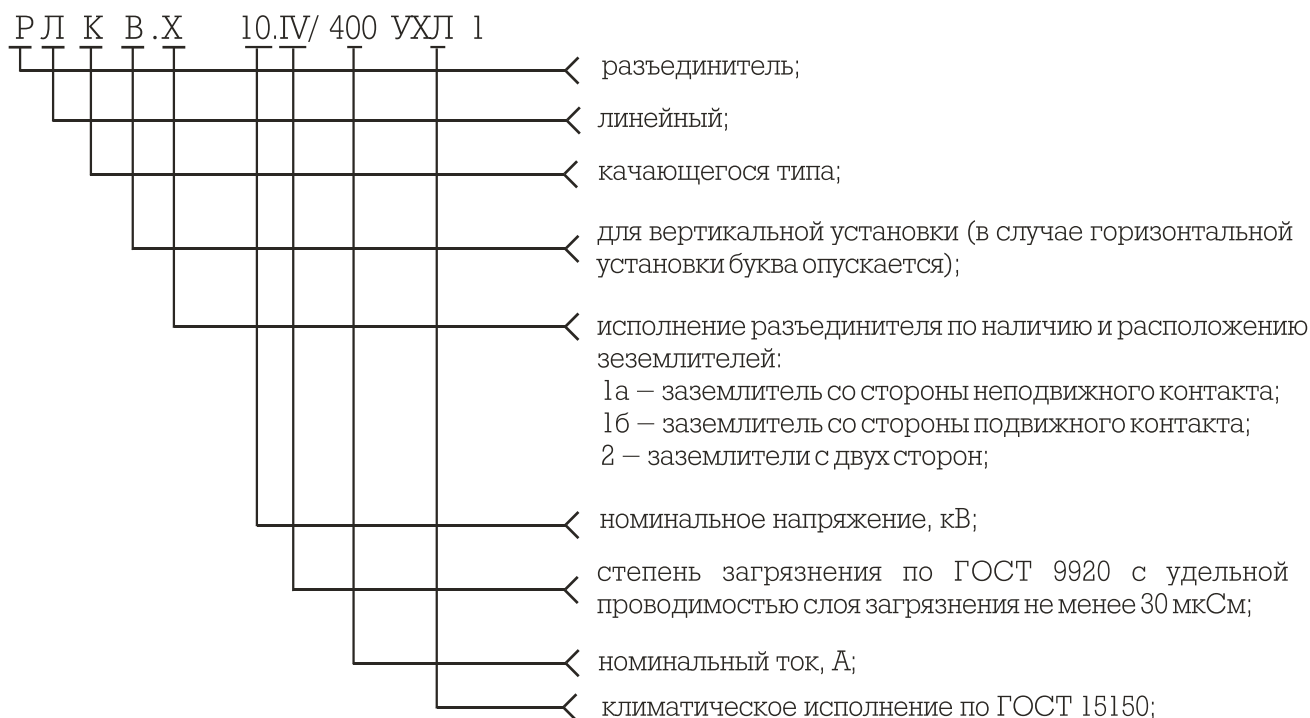 РЛ К В.Х 10.IV/ 400 УХЛ 1
разъединитель;
линейный;
качающегося типа;
для вертикальной установки (в случае горизонтальной
установки буква опускается);
исполнение разъединителя по наличию и расположению
зеземлителей:
1а – заземлитель со стороны неподвижного контакта;
1б – заземлитель со стороны подвижного контакта;
2 – заземлители с двух сторон;
номинальное напряжение, кВ;
степень загрязнения по ГОСТ 9920 с удельной
проводимостью слоя загрязнения не менее 30 мкСм;
номинальный ток, А;
климатическое исполнение по ГОСТ 15150;